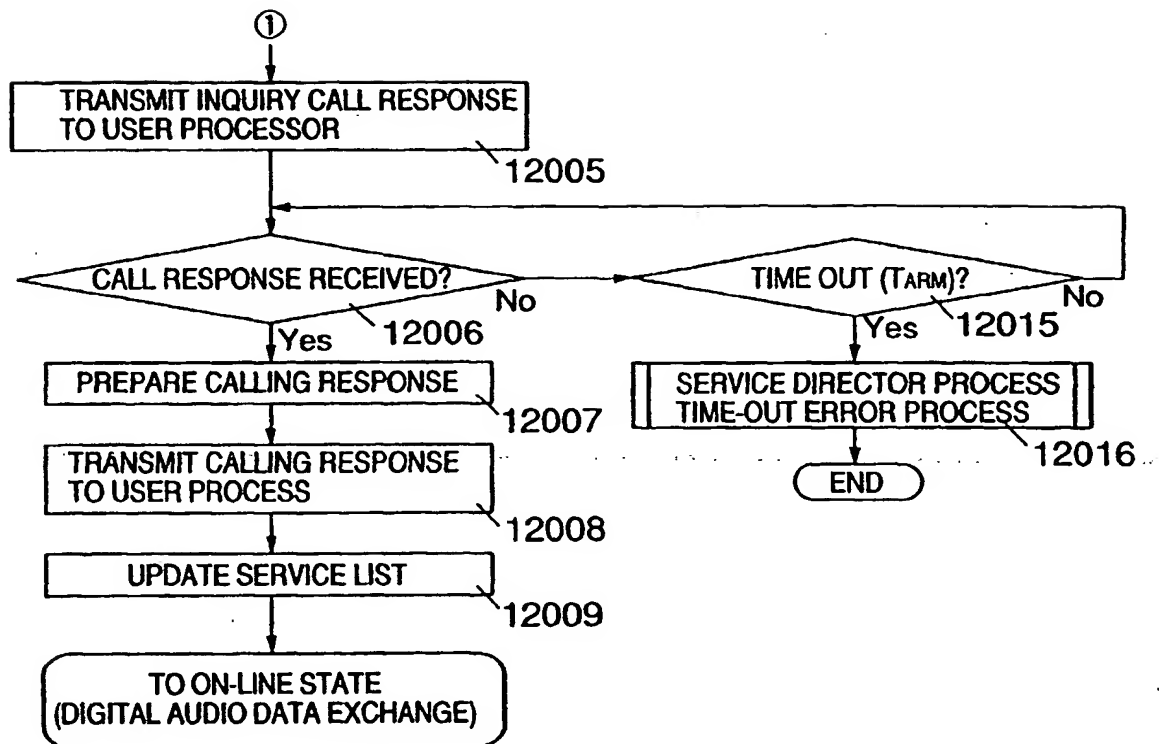 ①
TRANSMIT INQUIRY CALL RESPONSE
TO USER PROCESSOR
12005
CALL RESPONSE RECEIVED?
No
12006
Yes
TIME OUT (TARM)?
No
12015
Yes
PREPARE CALLING RESPONSE
12007
SERVICE DIRECTOR PROCESS
TIME-OUT ERROR PROCESS
12016
TRANSMIT CALLING RESPONSE
TO USER PROCESS
12008
END
UPDATE SERVICE LIST
12009
TO ON-LINE STATE
(DIGITAL AUDIO DATA EXCHANGE)